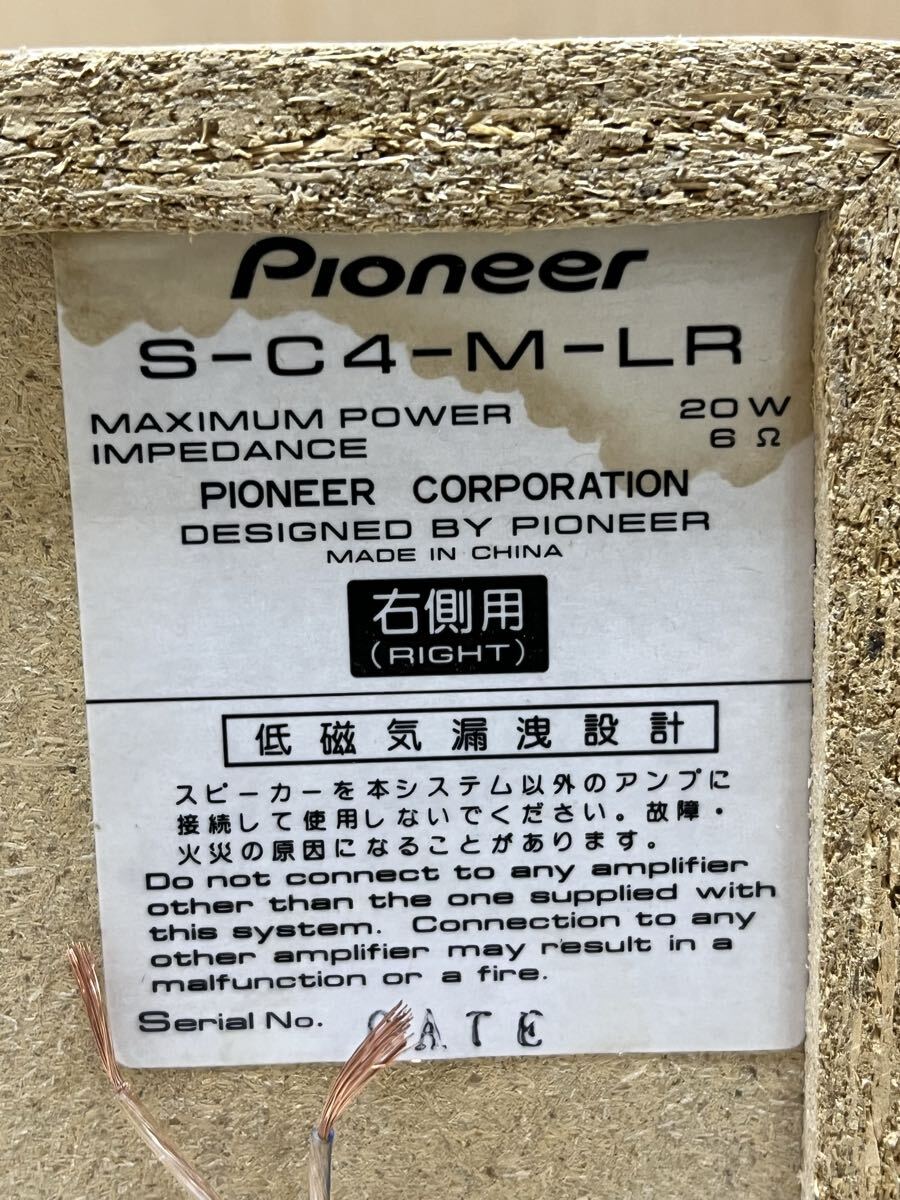 Pioneer
S-C4-M-LR
MAXIMUM POWER 20 W
IMPEDANCE 6 Ω
PIONEER CORPORATION
DESIGNED BY PIONEER
MADE IN CHINA
右側用
(RIGHT)
低磁気漏洩設計
スピーカーを本システム以外のアンプに
接続して使用しないでください。故障・
火災の原因になることがあります。
Do not connect to any amplifier
other than the one supplied with
this system. Connection to any
other amplifier may result in a
malfunction or a fire.
Serial No.